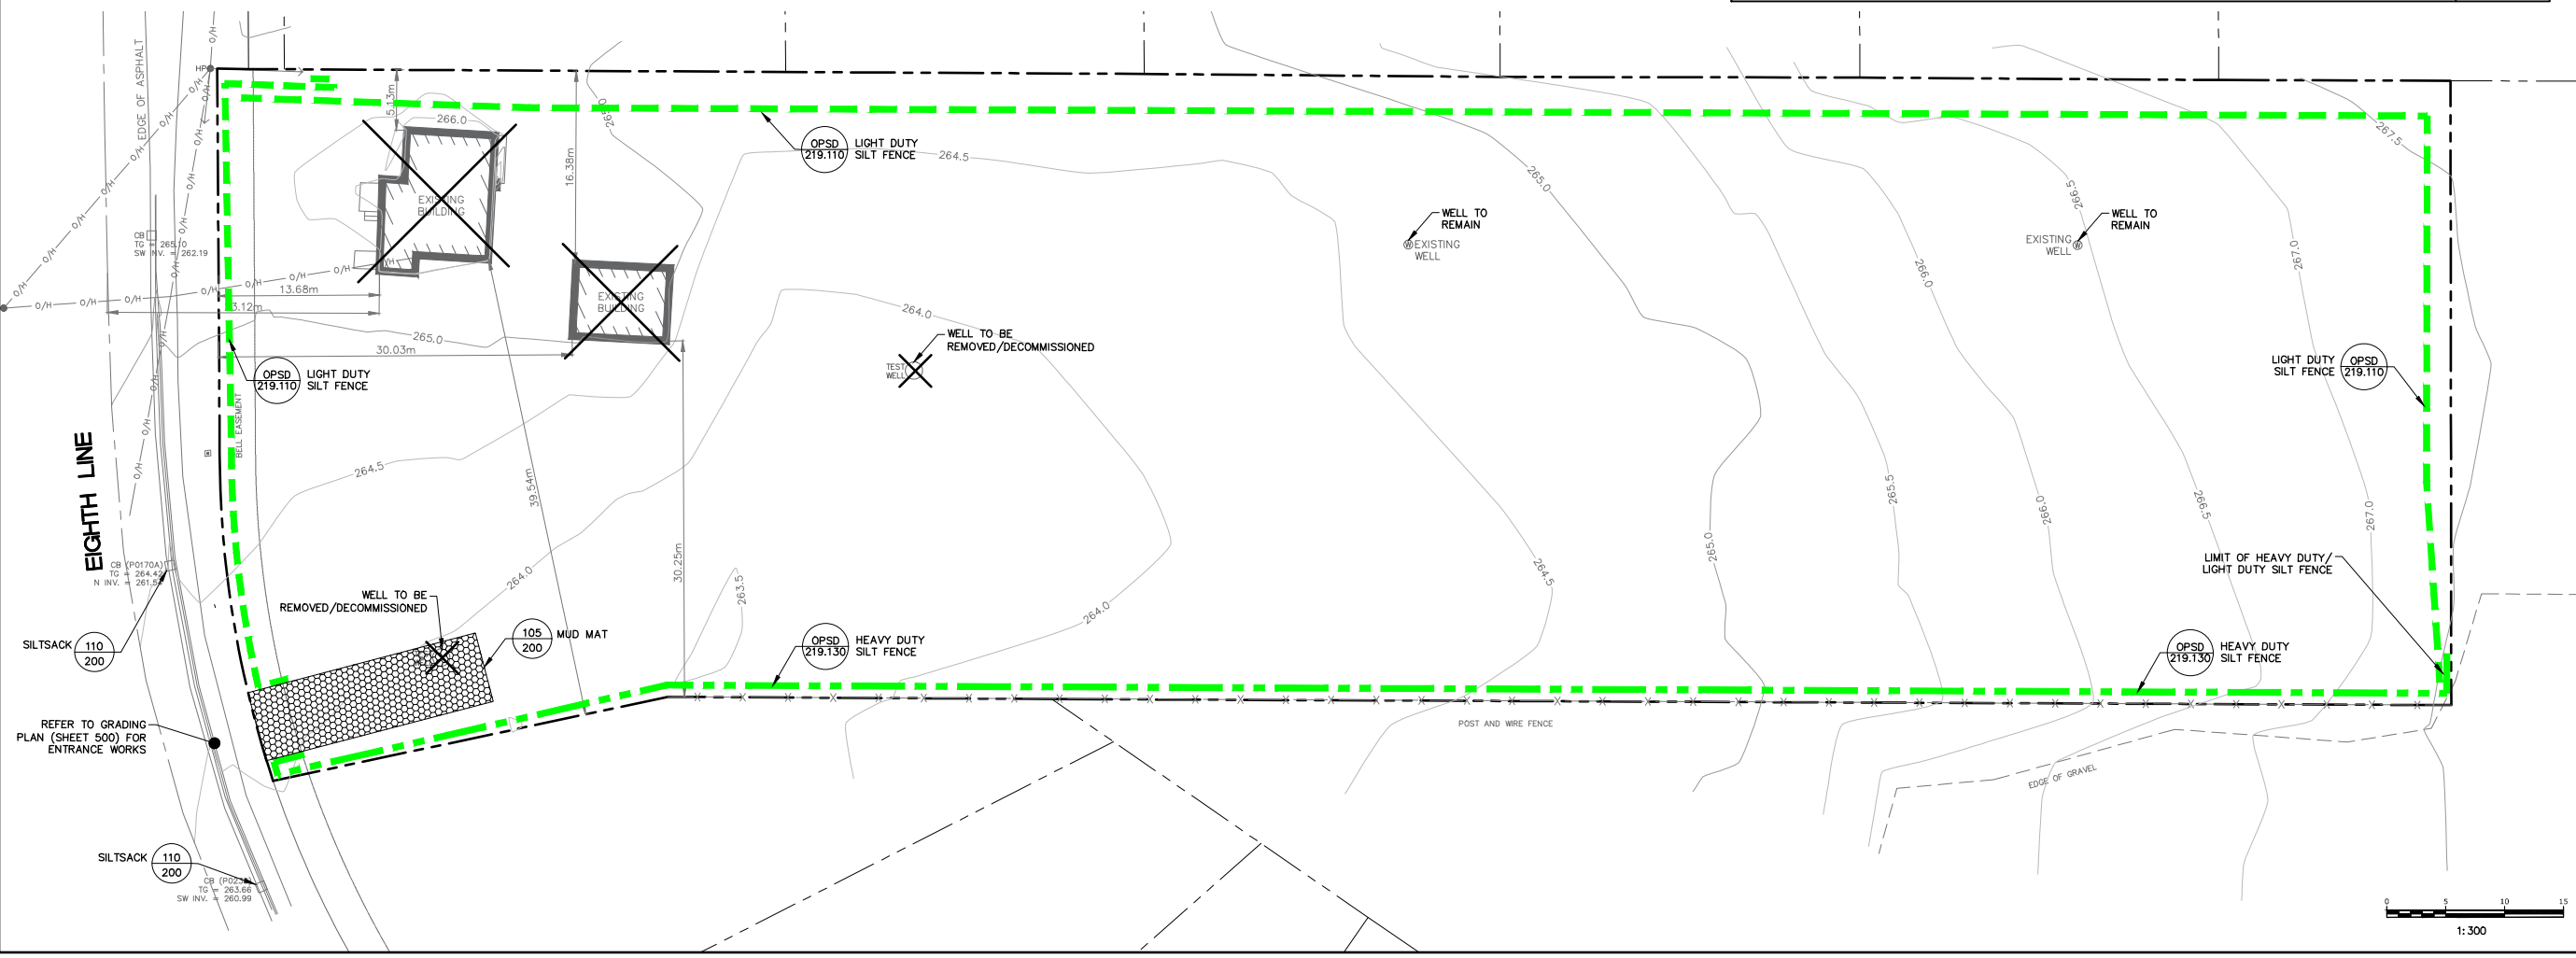 EDGE OF ASPHALT
O/H
HP
5.13m
266.0
265.0
16.38m
EXISTING
BUILDING
OPSD
219.110
LIGHT DUTY
SILT FENCE
264.5
265.0
267.5
266.5
WELL TO
REMAIN
EXISTING
WELL
WELL TO
REMAIN
EXISTING
WELL
CB
TG = 265.10
SW INV. = 262.19
267.0
266.0
13.68m
EXISTING
BUILDING
264.0
265.0
30.03m
WELL TO BE
REMOVED/DECOMMISSIONED
TEST
WELL
OPSD
219.110
LIGHT DUTY
SILT FENCE
LIGHT DUTY
SILT FENCE
OPSD
219.110
BELL EASEMENT
EIGHTH LINE
264.5
39.54m
30.25m
265.5
266.0
266.5
267.0
265.0
264.5
CB (P0170A)
TG = 264.42
264.0
263.5
264.0
LIMIT OF HEAVY DUTY/
LIGHT DUTY SILT FENCE
WELL TO BE
REMOVED/DECOMMISSIONED
105
200
MUD MAT
SILTSACK
110
200
OPSD
219.130
HEAVY DUTY
SILT FENCE
OPSD
219.130
HEAVY DUTY
SILT FENCE
REFER TO GRADING
PLAN (SHEET 500) FOR
ENTRANCE WORKS
POST AND WIRE FENCE
EDGE OF GRAVEL
SILTSACK
110
200
TG = 263.66
SW INV. = 260.99
0 5 10 15
1:300